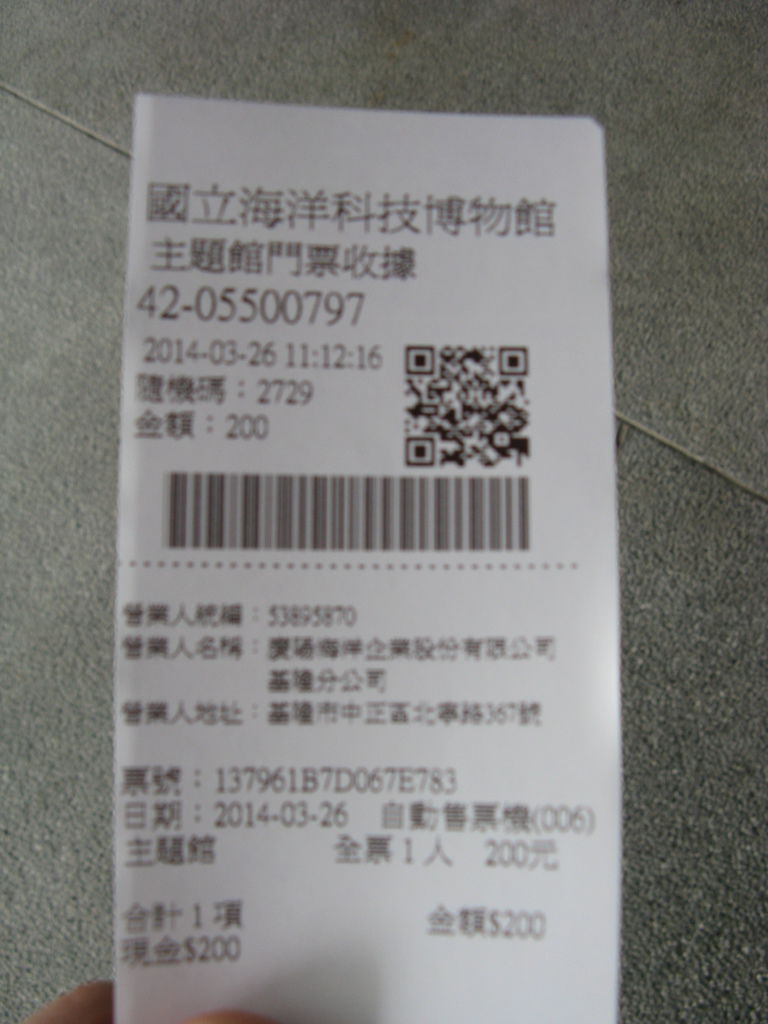 國立海洋科技博物館
主題館門票收據
42-05500797
2014-03-26 11:12:16
隨機碼：2729
金額：200
營業人統編：53895870
營業人名稱：慶陽海洋企業股份有限公司
基隆分公司
營業人地址：基隆市中正區北寧路367號
票號：137961B7D067E783
日期：2014-03-26 自動售票機(006)
主題館 全票1人 200元
合計1項 金額$200
現金$200